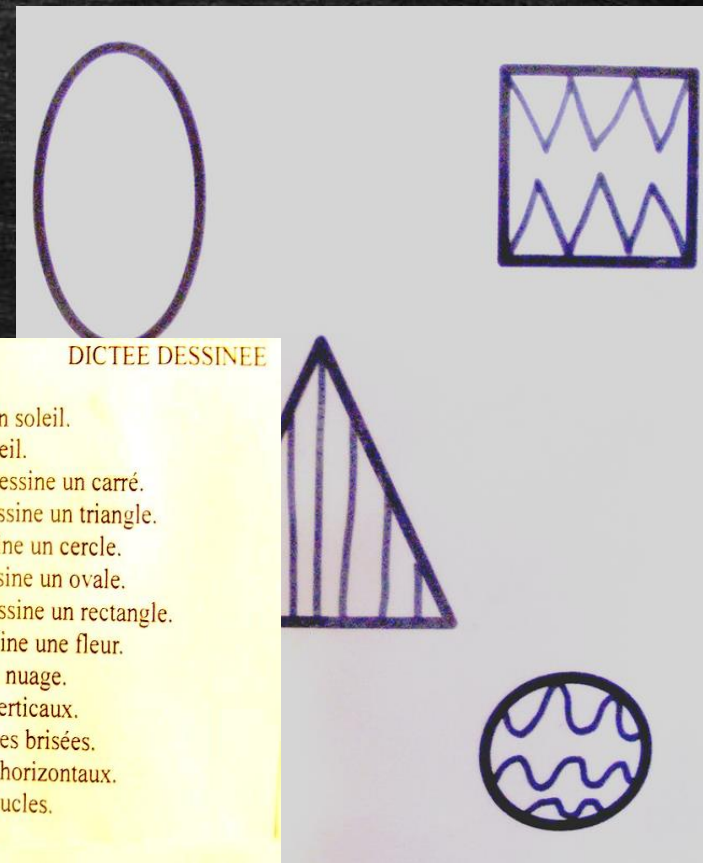 DICTEE DESSINEE
n soleil.
eil.
essine un carré.
ssine un triangle.
ne un cercle.
sine un ovale.
ssine un rectangle.
ine une fleur.
nuage.
erticaux.
es brisées.
horizontaux.
ucles.